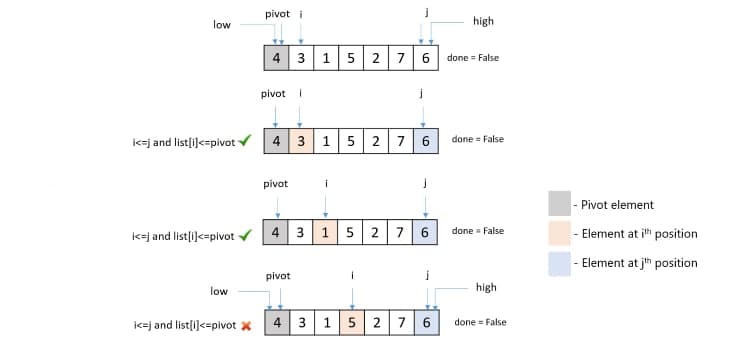 pivot i j
low high
4 3 1 5 2 7 6 done = False
pivot i j
i<=j and list[i]<=pivot 4 3 1 5 2 7 6 done = False
pivot i j
i<=j and list[i]<=pivot 4 3 1 5 2 7 6 done = False
pivot i j
low high
i<=j and list[i]<=pivot 4 3 1 5 2 7 6 done = False
- Pivot element
- Element at iᵗʰ position
- Element at jᵗʰ position